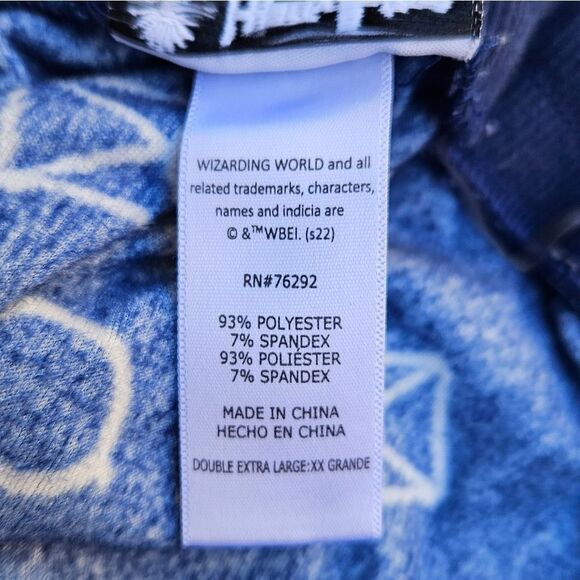 WIZARDING WORLD and all
related trademarks, characters,
names and indicia are
© &™WBEI. (s22)
RN#76292
93% POLYESTER
7% SPANDEX
93% POLIÉSTER
7% SPANDEX
MADE IN CHINA
HECHO EN CHINA
DOUBLE EXTRA LARGE:XX GRANDE